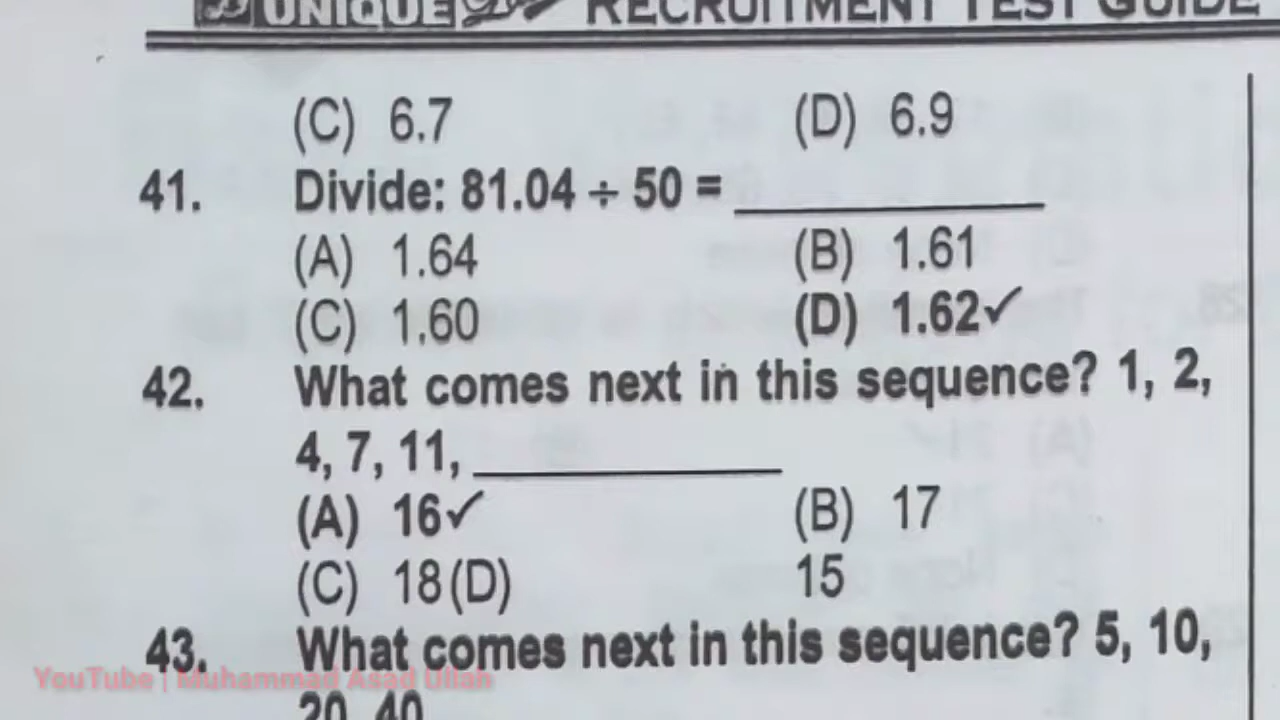 UNIQUE RECRUITMENT TEST GUIDE
(C) 6.7 (D) 6.9
41. Divide: 81.04 ÷ 50 = ____________
(A) 1.64 (B) 1.61
(C) 1.60 (D) 1.62✓
42. What comes next in this sequence? 1, 2,
4, 7, 11, ____________
(A) 16✓ (B) 17
(C) 18 (D) 15
43. What comes next in this sequence? 5, 10,
YouTube | Muhammad Asad Ullah
20, 40